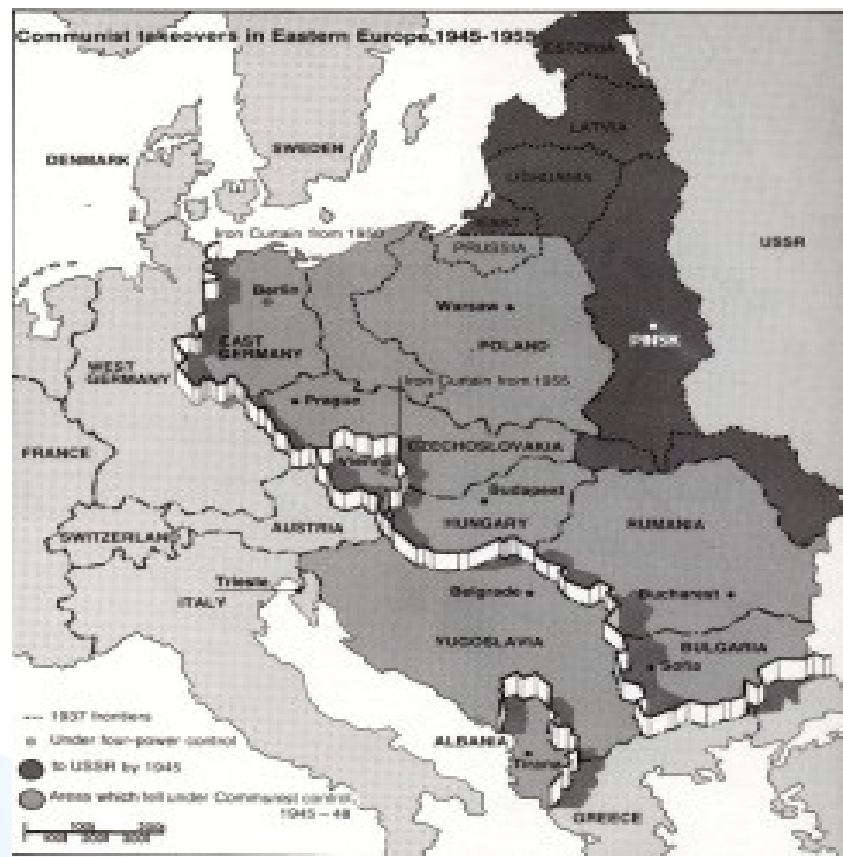 Communist takeovers in Eastern Europe, 1945-1955
ESTONIA
LATVIA
SWEDEN
DENMARK
LITHUANIA
EAST
PRUSSIA
USSR
Iron Curtain from 1950
Berlin
Warsaw
EAST
GERMANY
POLAND
PINSK
WEST
GERMANY
Iron Curtain from 1955
Prague
FRANCE
CZECHOSLOVAKIA
Vienna
Budapest
AUSTRIA
HUNGARY
RUMANIA
SWITZERLAND
Trieste
ITALY
Belgrade
Bucharest
YUGOSLAVIA
BULGARIA
Sofia
1937 frontiers
Under four-power control
ALBANIA
to USSR by 1945
Tirana
Areas which fell under Communist control,
1945-48
GREECE